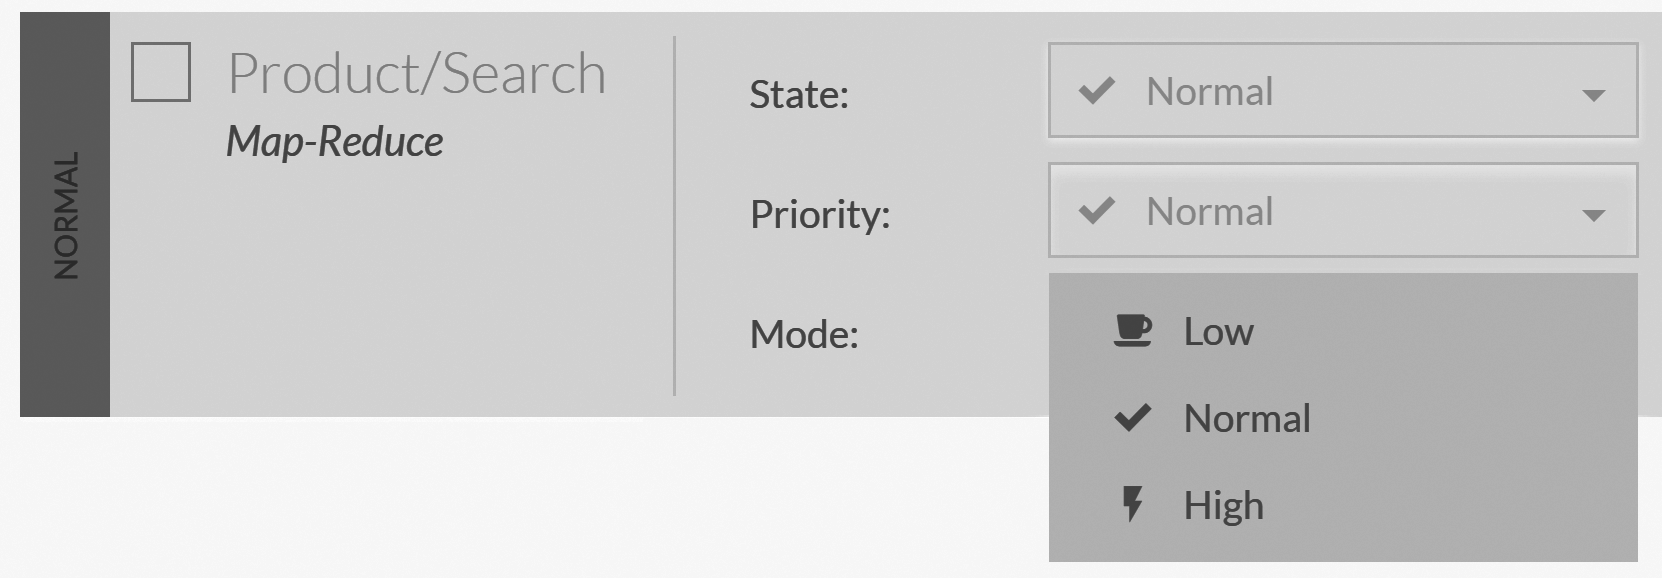 NORMAL
Product/Search
Map-Reduce
State:
Normal
Priority:
Normal
Mode:
Low
Normal
High